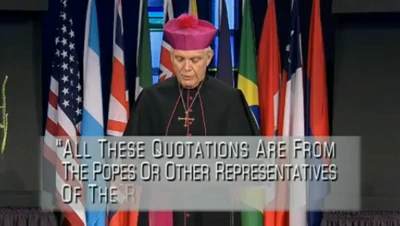 "All These Quotations Are From
The Popes Or Other Representatives
Of The R